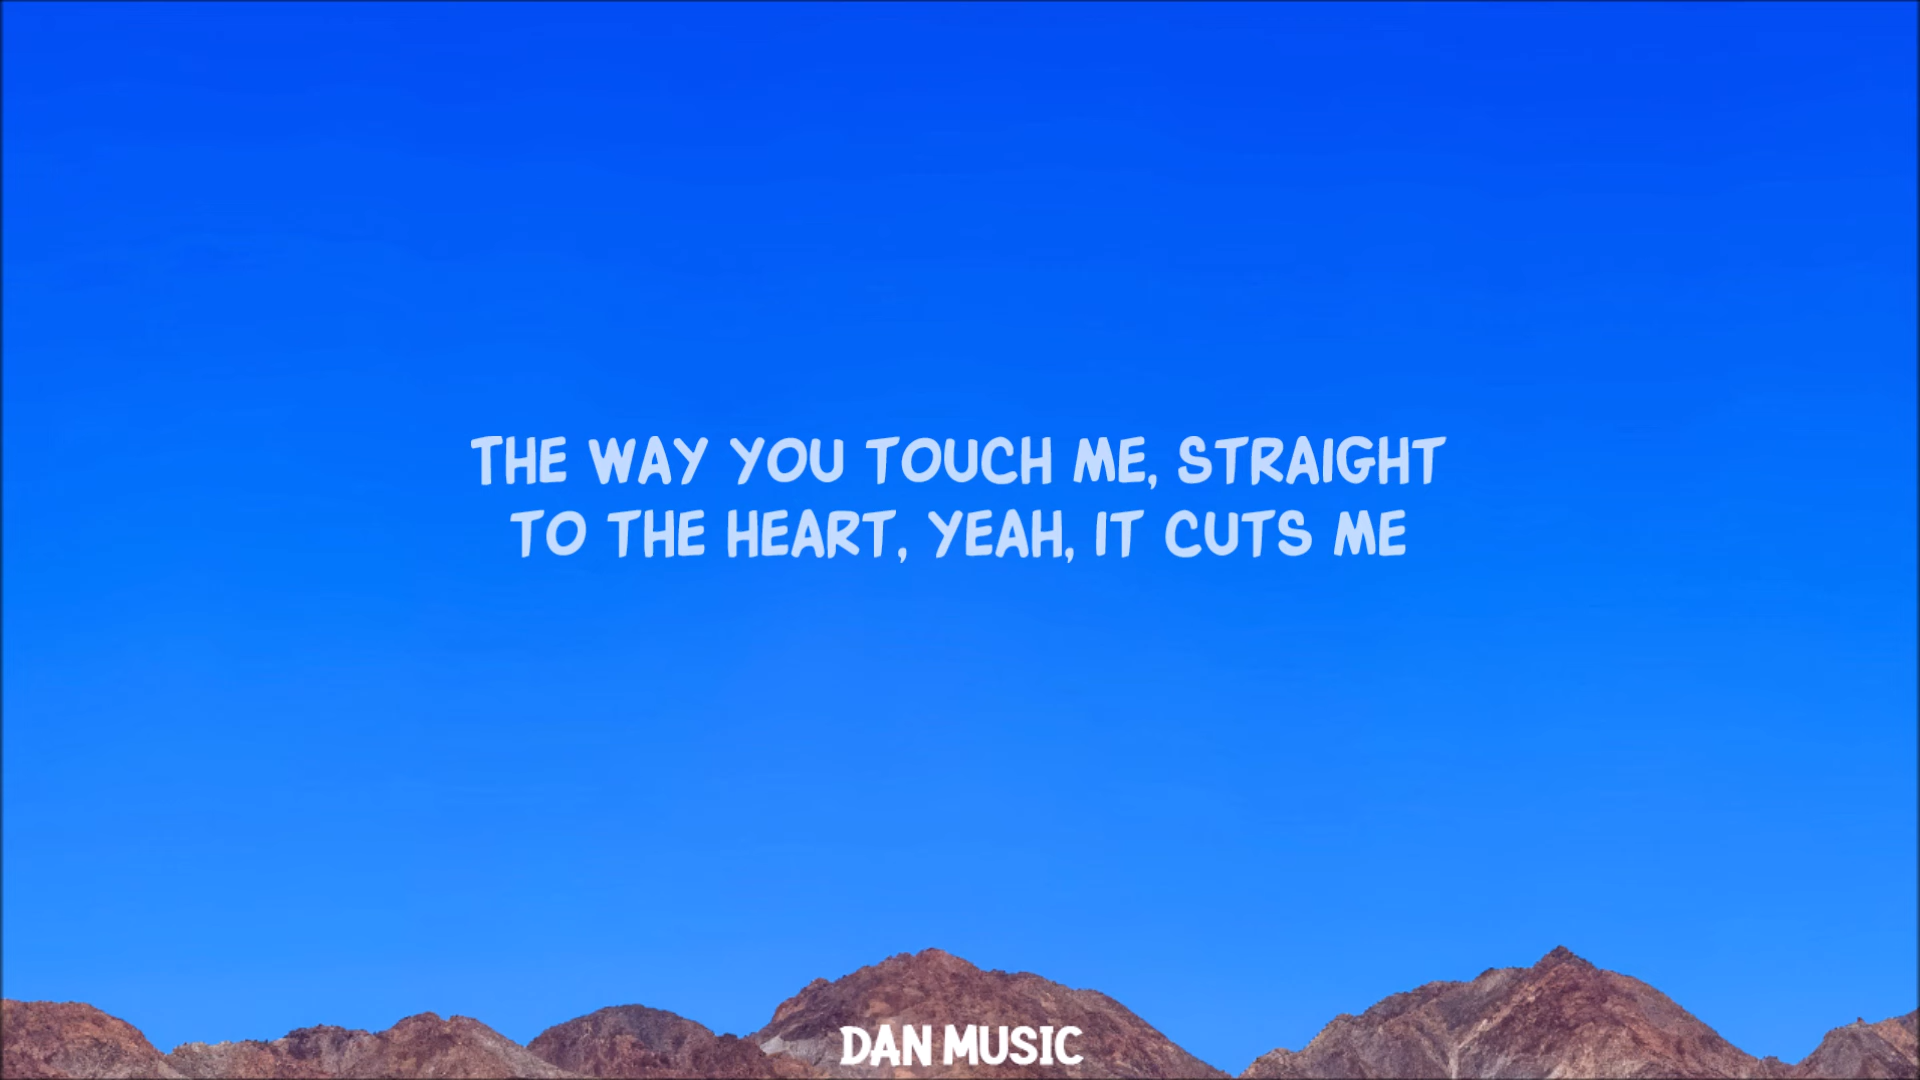 THE WAY YOU TOUCH ME, STRAIGHT
TO THE HEART, YEAH, IT CUTS ME
DAN MUSIC